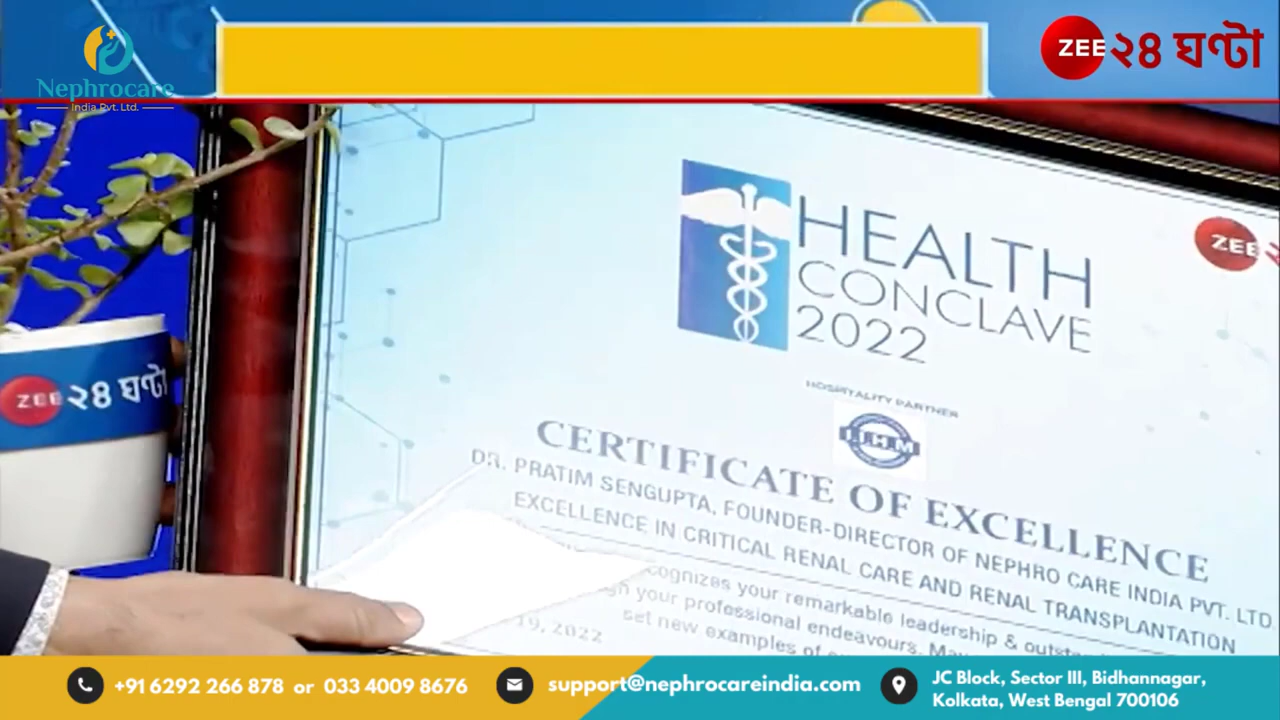 Nephrocare
India Pvt. Ltd.
ZEE ২৪ ঘণ্টা
HEALTH
CONCLAVE
2022
ZEE
HOSPITALITY PARTNER
IIHM
ZEE ২৪ ঘণ্টা
CERTIFICATE OF EXCELLENCE
DR. PRATIM SENGUPTA, FOUNDER-DIRECTOR OF NEPHRO CARE INDIA PVT. LTD
EXCELLENCE IN CRITICAL RENAL CARE AND RENAL TRANSPLANTATION
your remarkable leadership &
your professional endeavours.
19, 2022
set new examples of
+91 6292 266 878 or 033 4009 8676
support@nephrocareindia.com
JC Block, Sector III, Bidhannagar,
Kolkata, West Bengal 700106